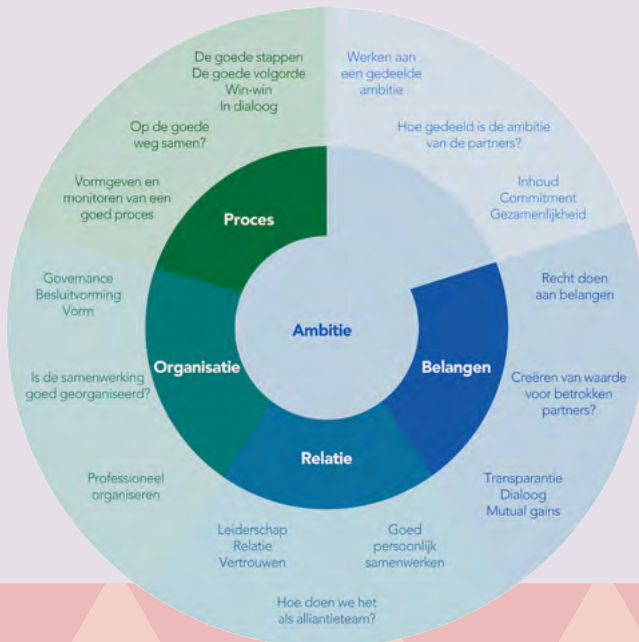 De goede stappen
De goede volgorde
Win-win
In dialoog
Werken aan
een gedeelde
ambitie
Op de goede
weg samen?
Hoe gedeeld is de ambitie
van de partners?
Vormgeven en
monitoren van een
goed proces
Inhoud
Commitment
Gezamenlijkheid
Proces
Governance
Besluitvorming
Vorm
Recht doen
aan belangen
Ambitie
Organisatie
Belangen
Is de samenwerking
goed georganiseerd?
Creëren van waarde
voor betrokken
partners?
Relatie
Professioneel
organiseren
Transparantie
Dialoog
Mutual gains
Leiderschap
Relatie
Vertrouwen
Goed
persoonlijk
samenwerken
Hoe doen we het
als alliantieteam?